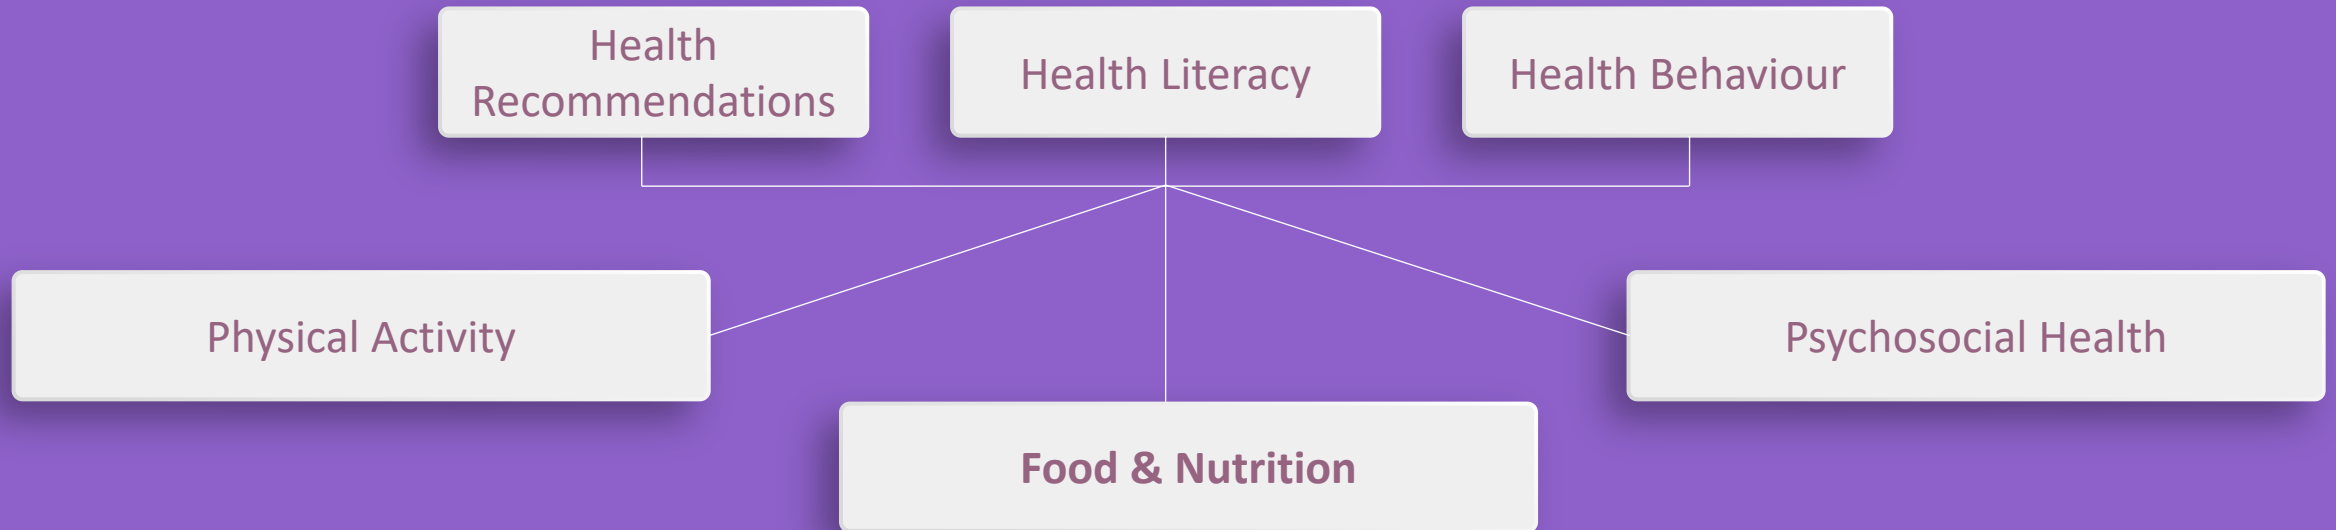 Health
Recommendations
Health Literacy
Health Behaviour
Physical Activity
Psychosocial Health
Food & Nutrition